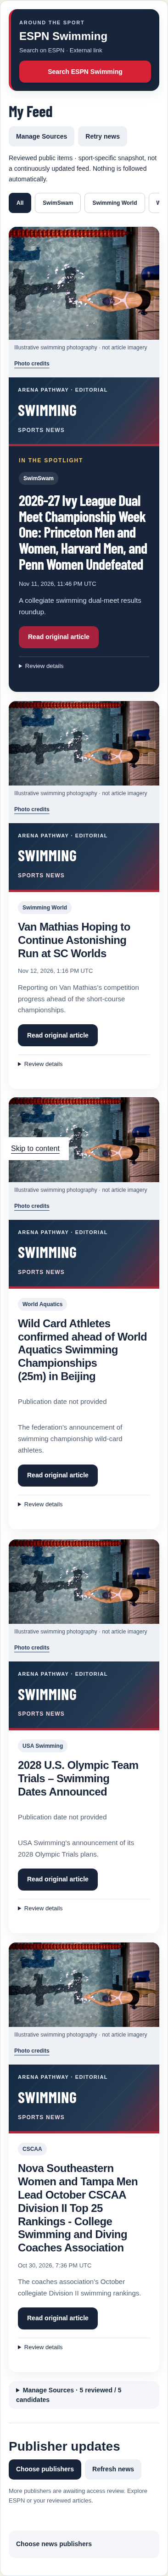 AROUND THE SPORT
ESPN Swimming
Search on ESPN · External link
Search ESPN Swimming
My Feed
Manage Sources
Retry news
Reviewed public items · sport-specific snapshot, not
a continuously updated feed. Nothing is followed
automatically.
All
SwimSwam
Swimming World
Illustrative swimming photography · not article imagery
Photo credits
ARENA PATHWAY · EDITORIAL
SWIMMING
SPORTS NEWS
IN THE SPOTLIGHT
SwimSwam
2026-27 Ivy League Dual
Meet Championship Week
One: Princeton Men and
Women, Harvard Men, and
Penn Women Undefeated
Nov 11, 2026, 11:46 PM UTC
A collegiate swimming dual-meet results
roundup.
Read original article
▶ Review details
Illustrative swimming photography · not article imagery
Photo credits
ARENA PATHWAY · EDITORIAL
SWIMMING
SPORTS NEWS
Swimming World
Van Mathias Hoping to
Continue Astonishing
Run at SC Worlds
Nov 12, 2026, 1:16 PM UTC
Reporting on Van Mathias's competition
progress ahead of the short-course
championships.
Read original article
▶ Review details
Skip to content
Illustrative swimming photography · not article imagery
Photo credits
ARENA PATHWAY · EDITORIAL
SWIMMING
SPORTS NEWS
World Aquatics
Wild Card Athletes
confirmed ahead of World
Aquatics Swimming
Championships
(25m) in Beijing
Publication date not provided
The federation's announcement of
swimming championship wild-card
athletes.
Read original article
▶ Review details
Illustrative swimming photography · not article imagery
Photo credits
ARENA PATHWAY · EDITORIAL
SWIMMING
SPORTS NEWS
USA Swimming
2028 U.S. Olympic Team
Trials – Swimming
Dates Announced
Publication date not provided
USA Swimming's announcement of its
2028 Olympic Trials plans.
Read original article
▶ Review details
Illustrative swimming photography · not article imagery
Photo credits
ARENA PATHWAY · EDITORIAL
SWIMMING
SPORTS NEWS
CSCAA
Nova Southeastern
Women and Tampa Men
Lead October CSCAA
Division II Top 25
Rankings - College
Swimming and Diving
Coaches Association
Oct 30, 2026, 7:36 PM UTC
The coaches association's October
collegiate Division II swimming rankings.
Read original article
▶ Review details
▶ Manage Sources · 5 reviewed / 5
candidates
Publisher updates
Choose publishers
Refresh news
More publishers are awaiting access review. Explore
ESPN or your reviewed articles.
Choose news publishers